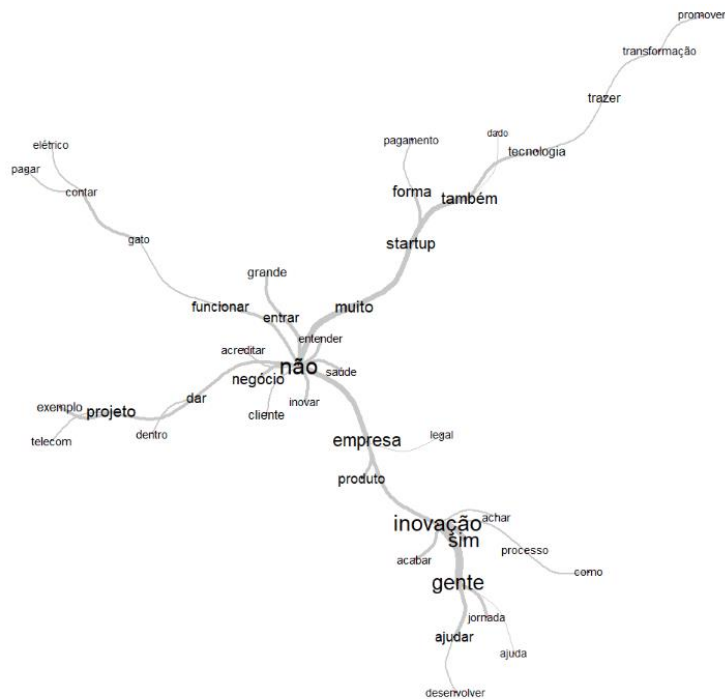 promover
transformação
trazer
pagamento
dado
tecnologia
elétrico
pagar
contar
forma
também
gato
startup
grande
funcionar
entrar
muito
entender
acreditar
não
negócio
saúde
dar
inovar
exemplo
projeto
cliente
dentro
telecom
empresa
legal
produto
inovação
achar
sim
processo
acabar
como
gente
jornada
ajudar
ajuda
desenvolver